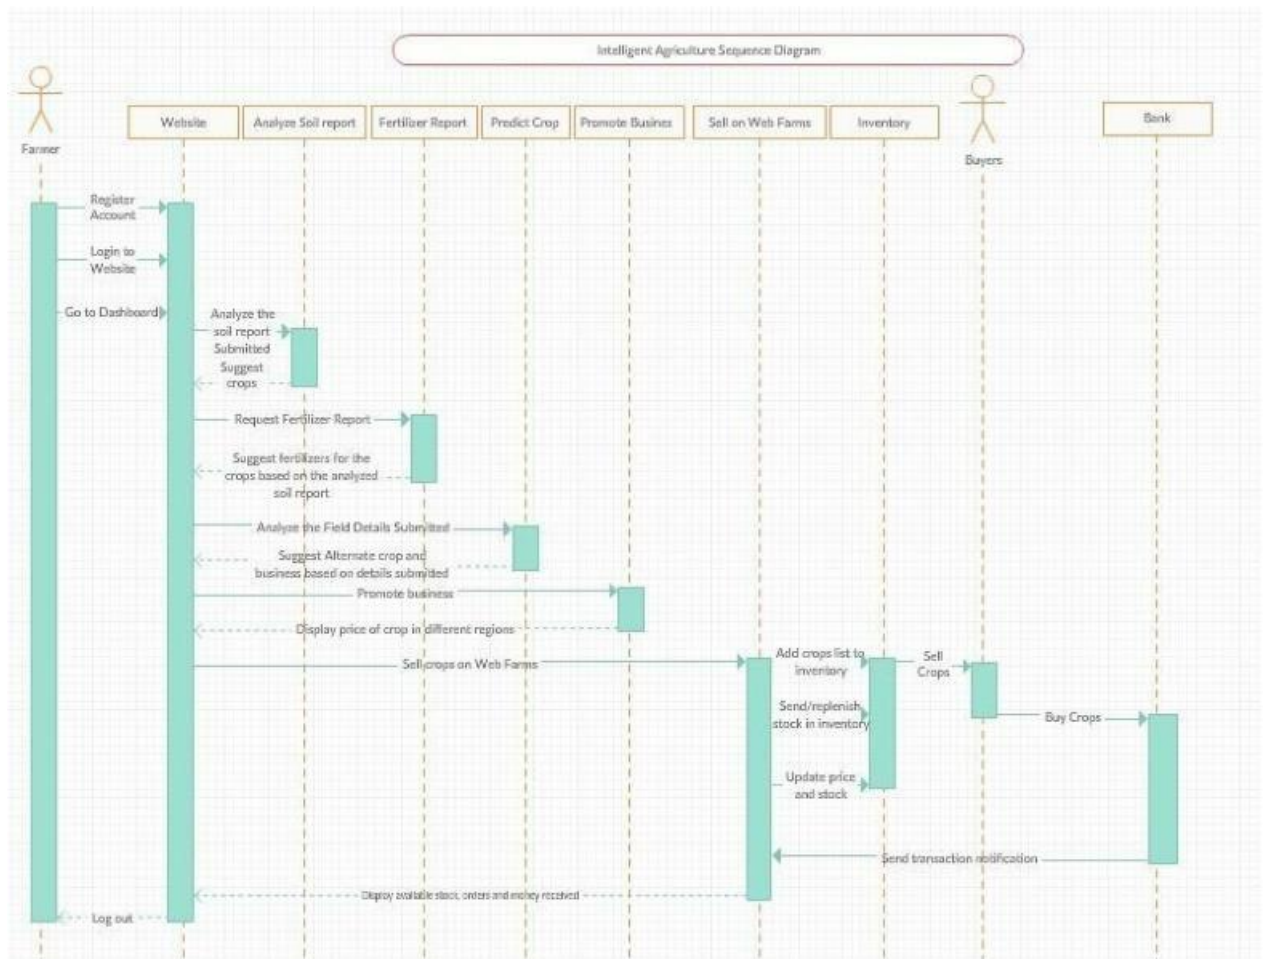 Intelligent Agriculture Sequence Diagram
Farmer
Website
Analyze Soil report
Fertilizer Report
Predict Crop
Promote Busines
Sell on Web Farms
Inventory
Buyers
Bank
Register
Account
Login to
Website
Go to Dashboard
Analyze the
soil report
Submitted
Suggest
crops
Request Fertilizer Report
Suggest fertilizers for the
crops based on the analyzed
soil report
Analyze the Field Details Submitted
Suggest Alternate crop and
business based on details submitted
Promote business
Display price of crop in different regions
Sell crops on Web Farms
Add crops list to
inventory
Sell
Crops
Send/replenish
stock in inventory
Buy Crops
Update price
and stock
Send transaction notification
Display available stock, orders and money received
Log out